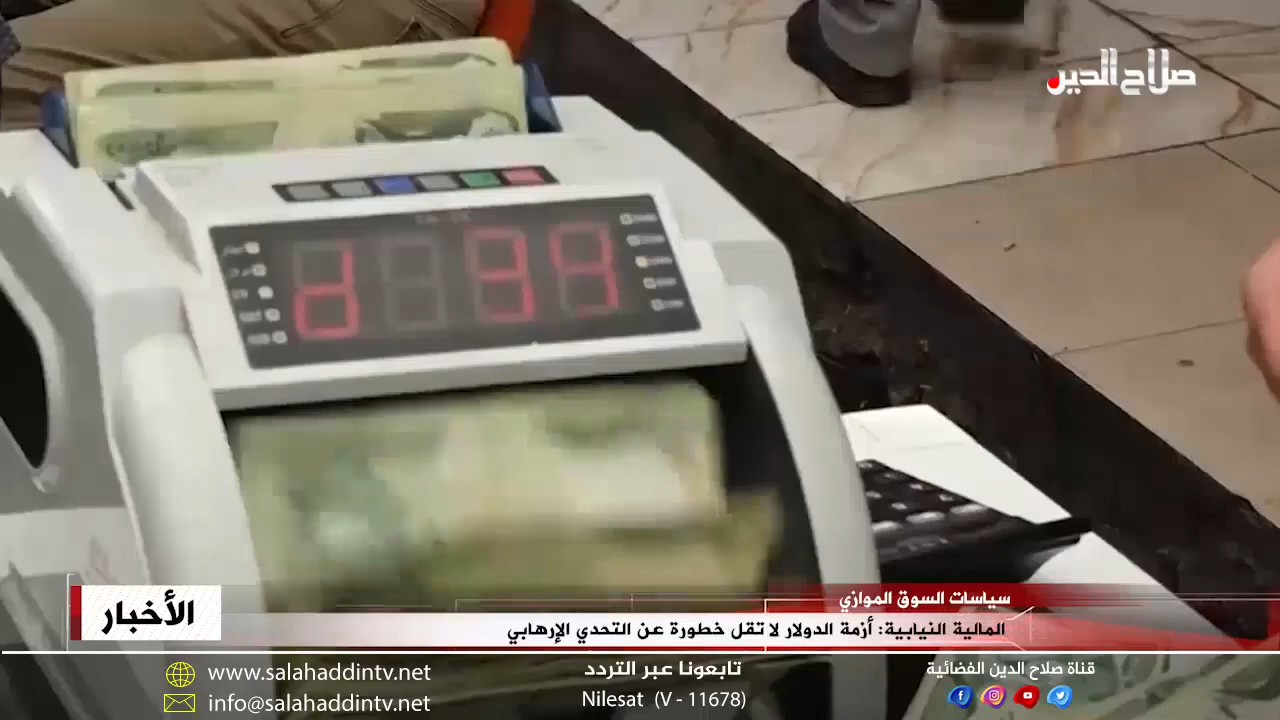 صلاح الدين
سياسات السوق الموازي
المالية النيابية: أزمة الدولار لا تقل خطورة عن التحدي الإرهابي
الأخبار
قناة صلاح الدين الفضائية
تابعونا عبر التردد
Nilesat (V - 11678)
www.salahaddintv.net
info@salahaddintv.net